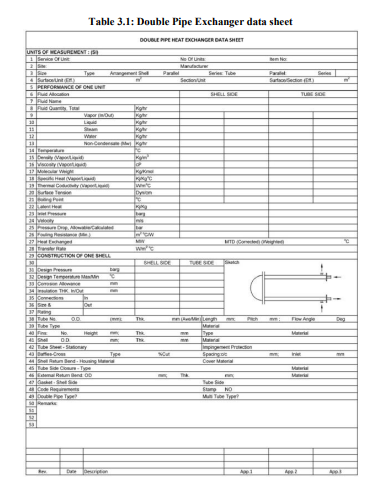 Table 3.1: Double Pipe Exchanger data sheet
DOUBLE PIPE HEAT EXCHANGER DATA SHEET
UNITS OF MEASUREMENT : (SI)
1 Service Of Unit: No Of Units: Item No:
2 Site: Manufacturer
3 Size Type Arrangement Shell Parallel Series: Tube Parallel: Series
4 Surface/Unit (Eff.) m² Section/Unit Surface/Section (Eff.) m²
5 PERFORMANCE OF ONE UNIT
6 Fluid Allocation SHELL SIDE TUBE SIDE
7 Fluid Name
8 Fluid Quantity, Total Kg/hr
9 Vapor (In/Out) Kg/hr
10 Liquid Kg/hr
11 Steam Kg/hr
12 Water Kg/hr
13 Non-Condensate (Mw) Kg/hr
14 Temperature °C
15 Density (Vapor/Liquid) Kg/m³
16 Viscosity (Vapor/Liquid) cP
17 Molecular Weight Kg/Kmol
18 Specific Heat (Vapor/Liquid) Kj/Kg°C
19 Thermal Coductivity (Vapor/Liquid) W/m°C
20 Surface Tension Dys/cm
21 Boiling Point °C
22 Latent Heat Kj/Kg
23 Inlet Pressure barg
24 Velocity m/s
25 Pressure Drop, Allowable/Calculated bar
26 Fouling Resistance (Min.) m² °C/W
27 Heat Exchanged MW MTD (Corrected) (Weighted) °C
28 Transfer Rate W/m²°C
29 CONSTRUCTION OF ONE SHELL
30 SHELL SIDE TUBE SIDE Sketch
31 Design Pressure barg
32 Design Temperature Max/Min °C
33 Corrosion Allowance mm
34 Insulation THK. In/Out mm
35 Connections In
36 Size & Out
37 Rating
38 Tube No. O.D. (mm); Thk. mm (Ave/Min) Length mm; Pitch mm ; Flow Angle Deg.
39 Tube Type Material
40 Fins: No. Height mm; Thk. mm Type Material
41 Shell O.D. mm; Thk. mm Material
42 Tube Sheet - Stationary Impingement Protection
43 Baffles-Cross Type %Cut Spacing:c/c mm; Inlet mm
44 Shell Return Bend - Housing Material Cover Material
45 Tube Side Closure - Type Material
46 External Return Bend. OD mm; Thk. mm; Material
47 Gasket - Shell Side Tube Side
48 Code Requirements Stamp NO
49 Double Pipe? Multi Tube Type?
50 Remarks:
51
52
53
Rev. Date Description App.1 App.2 App.3